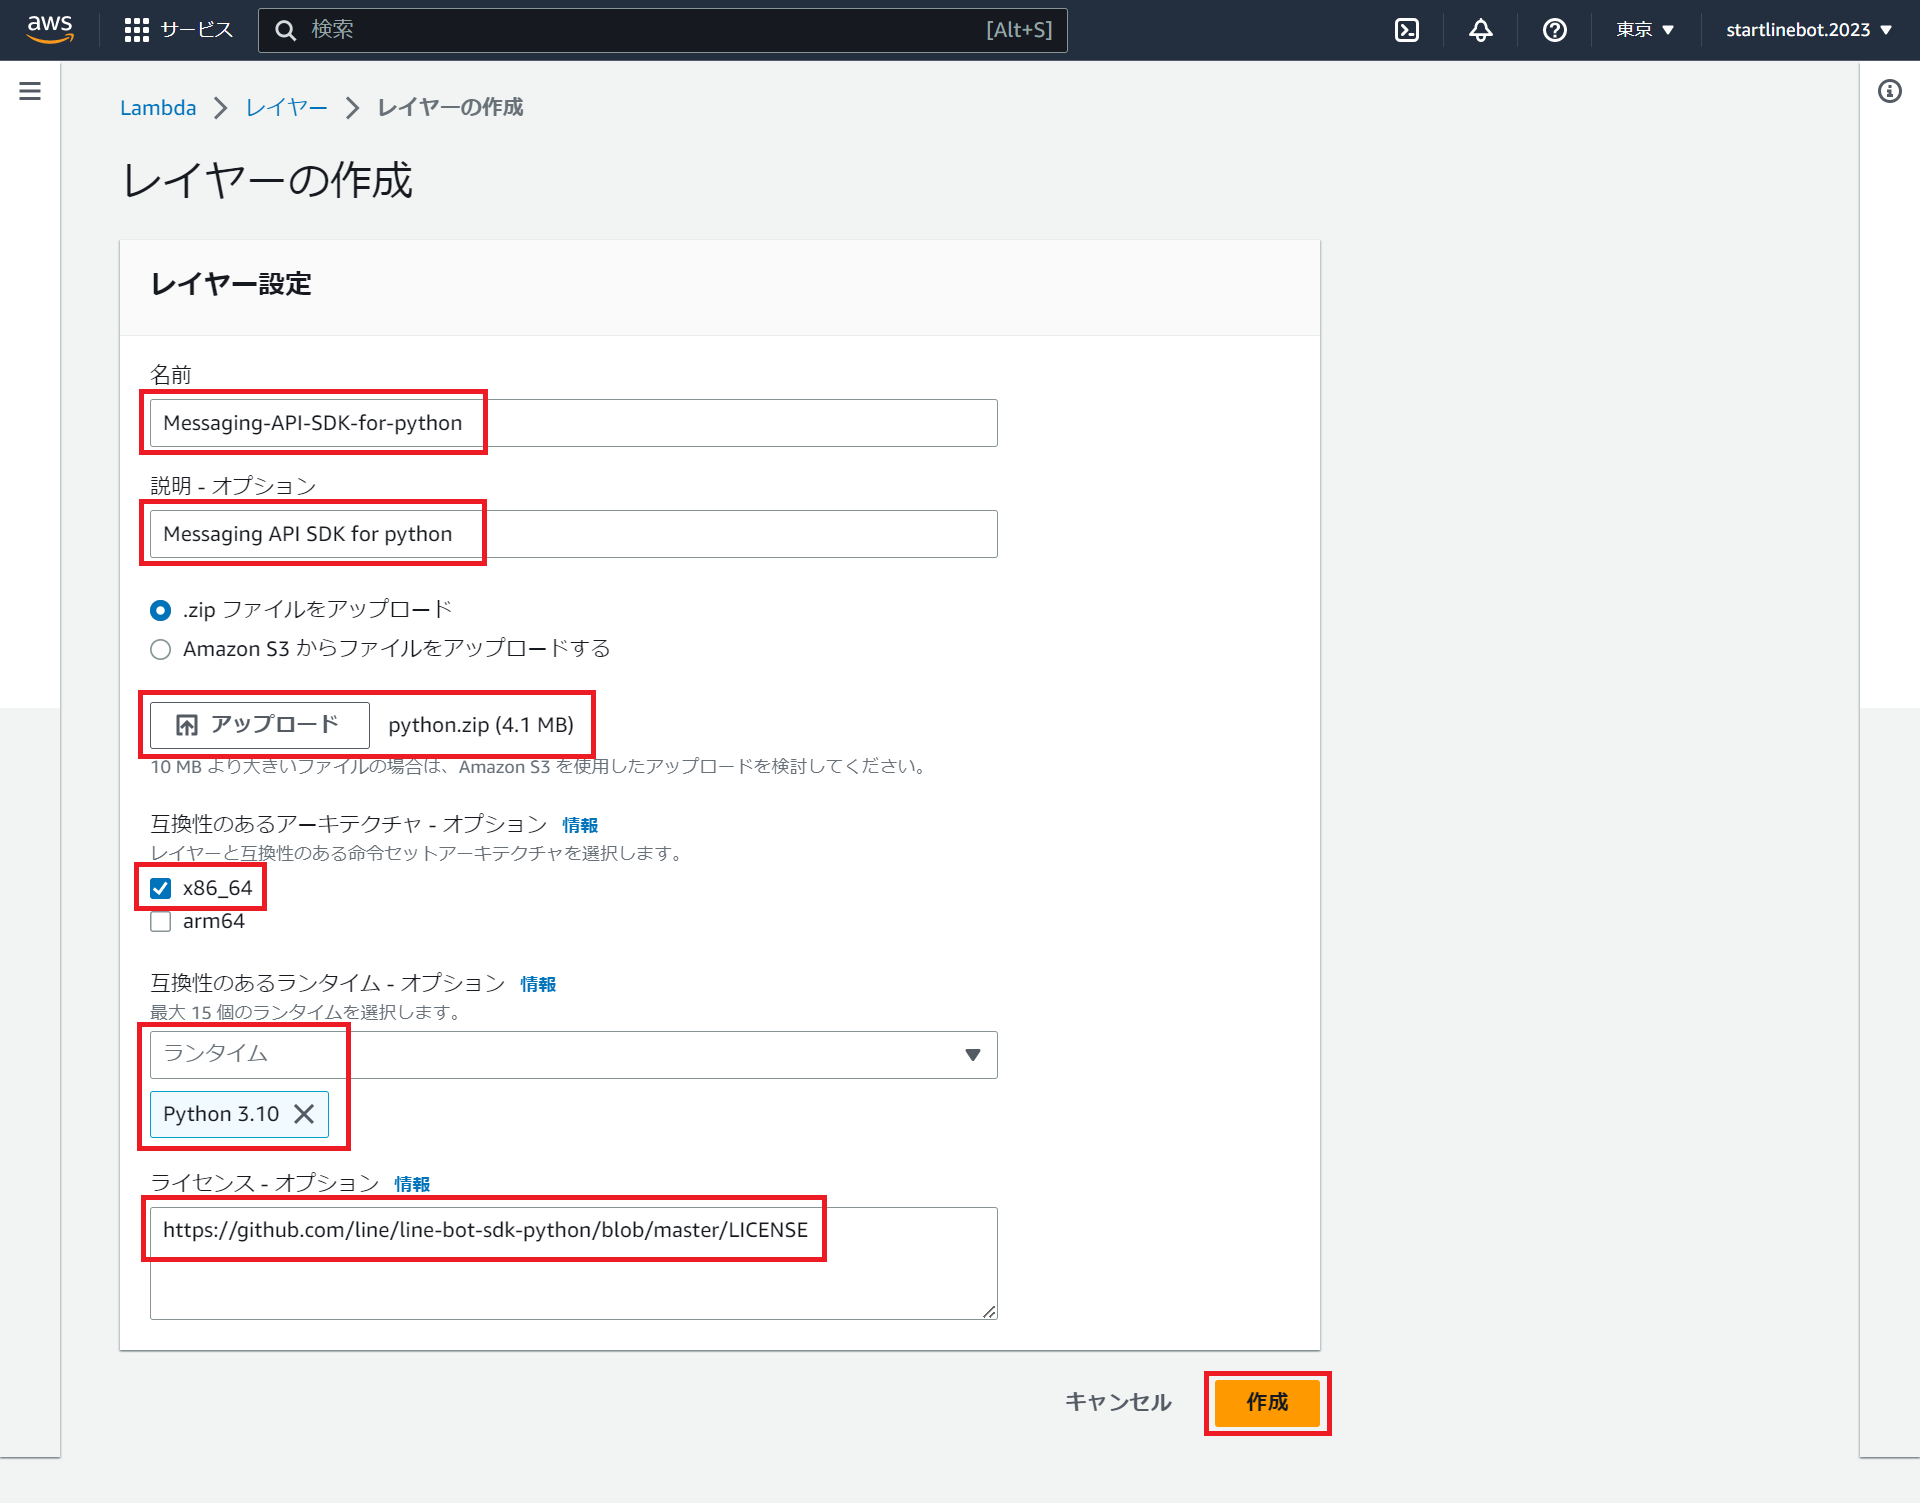 aws サービス 検索 [Alt+S] 東京 ▼ startlinebot.2023 ▼
Lambda > レイヤー > レイヤーの作成
レイヤーの作成
レイヤー設定
名前
Messaging-API-SDK-for-python
説明 - オプション
Messaging API SDK for python
.zip ファイルをアップロード
Amazon S3 からファイルをアップロードする
アップロード python.zip (4.1 MB)
10 MB より大きいファイルの場合は、Amazon S3 を使用したアップロードを検討してください。
互換性のあるアーキテクチャ - オプション 情報
レイヤーと互換性のある命令セットアーキテクチャを選択します。
x86_64
arm64
互換性のあるランタイム - オプション 情報
最大 15 個のランタイムを選択します。
ランタイム
Python 3.10
ライセンス - オプション 情報
https://github.com/line/line-bot-sdk-python/blob/master/LICENSE
キャンセル 作成